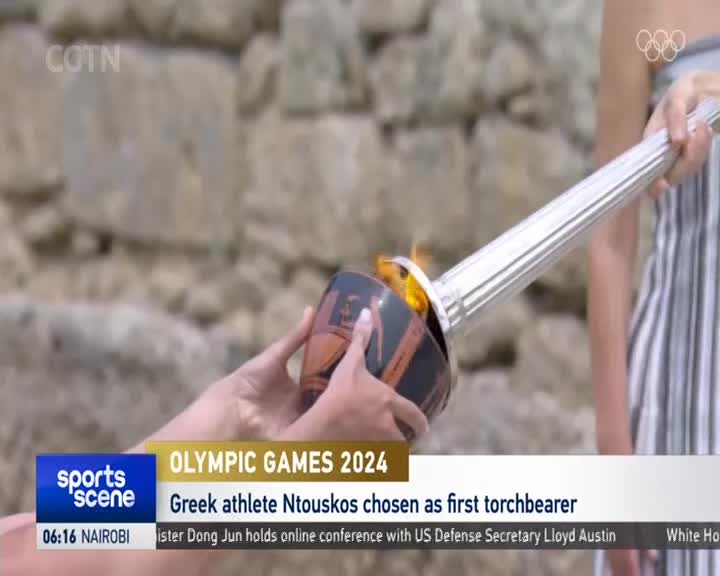 CGTN
OLYMPIC GAMES 2024
sports scene
Greek athlete Ntouskos chosen as first torchbearer
06:16 NAIROBI
ister Dong Jun holds online conference with US Defense Secretary Lloyd Austin
White Ho